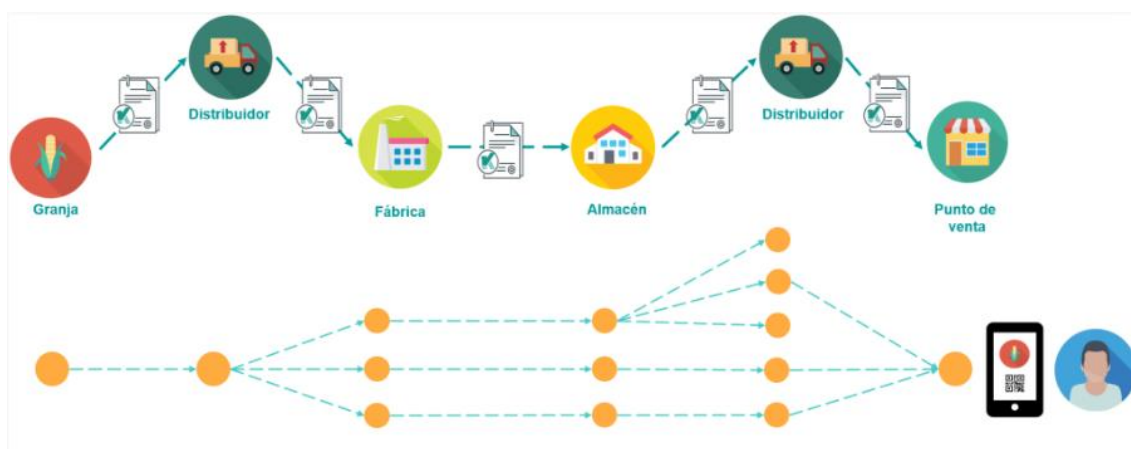 Distribuidor
Distribuidor
Granja
Fábrica
Almacén
Punto de
venta